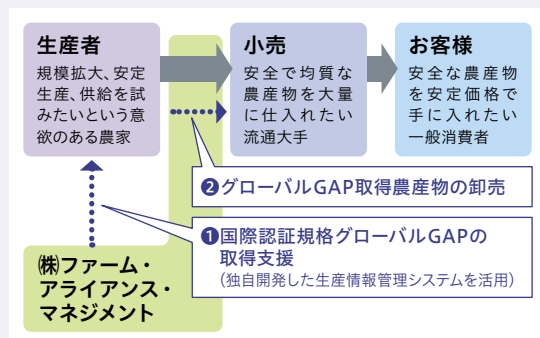 生産者
規模拡大、安定
生産、供給を試
みたいという意
欲のある農家
小売
安全で均質な
農産物を大量
に仕入れたい
流通大手
お客様
安全な農産物
を安定価格で
手に入れたい
一般消費者
❷グローバルGAP取得農産物の卸売
❶国際認証規格グローバルGAPの
取得支援
(独自開発した生産情報管理システムを活用)
㈱ファーム・
アライアンス・
マネジメント